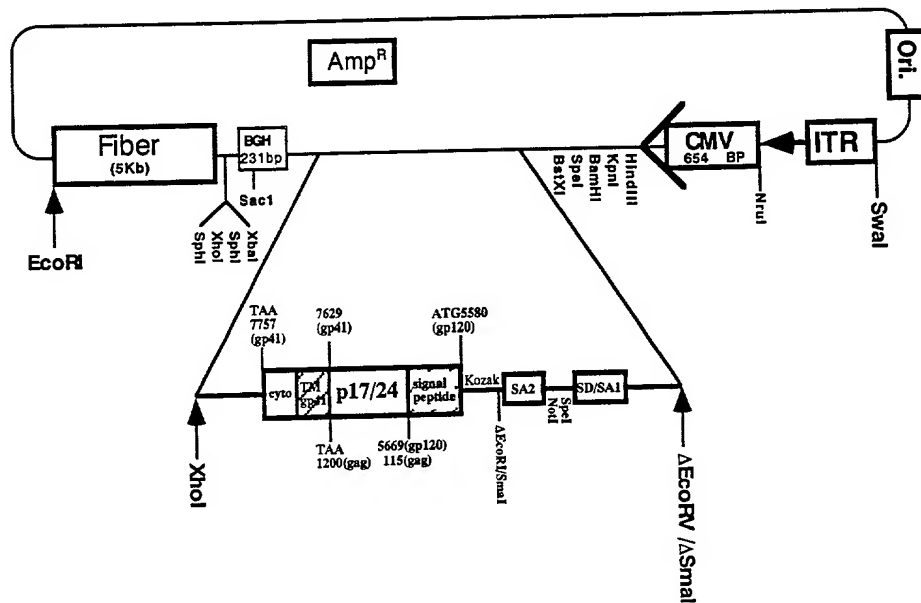 Amp^R
Ori.
Fiber
(5Kb)
BGH
231bp
CMV
654 BP
ITR
Sac1
SphI
XhoI
SphI
XbaI
BstXI
SpeI
BamHI
KpnI
HindIII
NruI
SwaI
EcoRI
TAA
7757
(gp41)
7629
(gp41)
ATG5580
(gp120)
cyto
TM
gp41
p17/24
signal
peptide
Kozak
SA2
SD/SA1
NotI
SpeI
TAA
1200(gag)
5669(gp120)
115(gag)
ΔEcoRI/SmaI
XhoI
ΔEcoRV /ΔSmaI